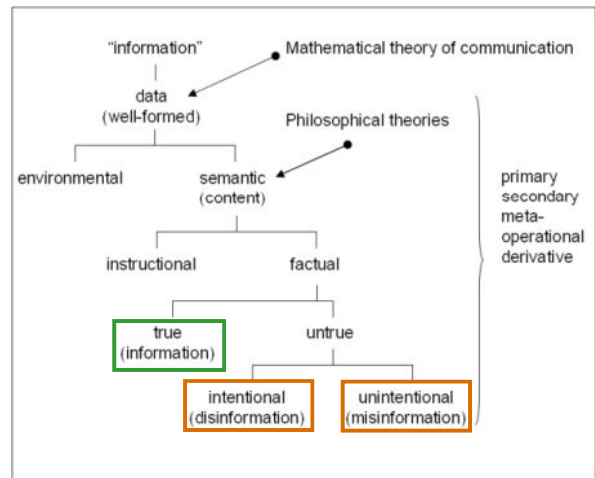 “information”
Mathematical theory of communication
data
(well-formed)
Philosophical theories
environmental
semantic
(content)
primary
secondary
meta-
operational
derivative
instructional
factual
true
(information)
untrue
intentional
(disinformation)
unintentional
(misinformation)